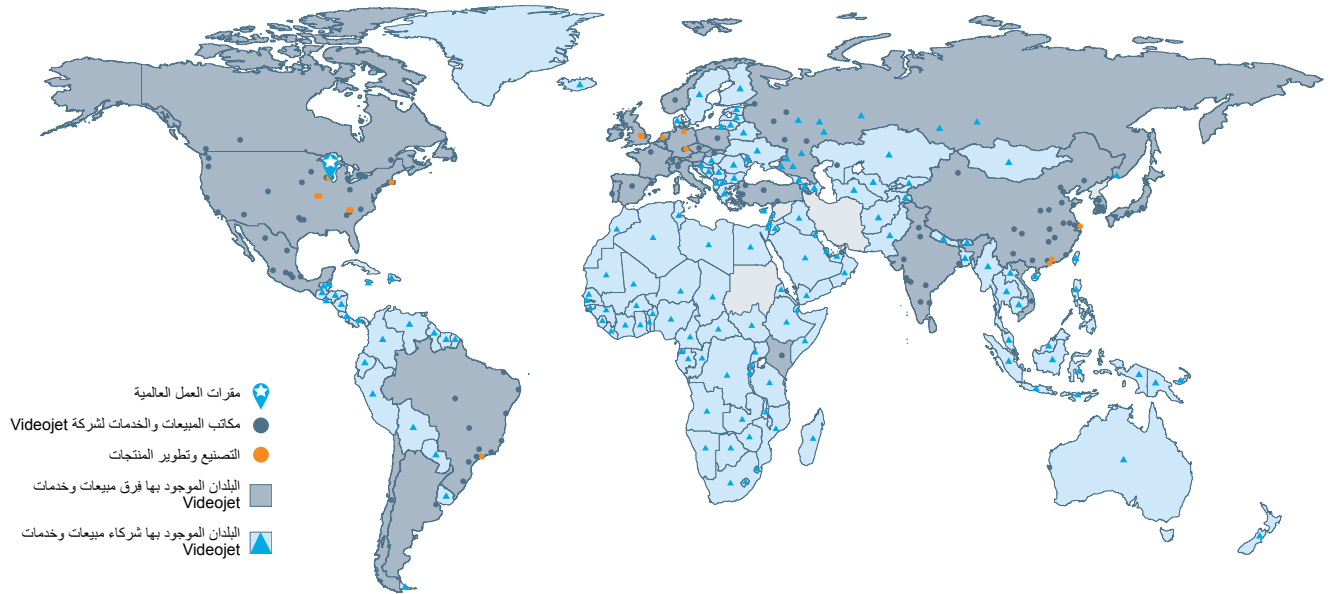 مقرات العمل العالمية
مكاتب المبيعات والخدمات لشركة Videojet
التصنيع وتطوير المنتجات
البلدان الموجود بها فرق مبيعات وخدمات
Videojet
البلدان الموجود بها شركاء مبيعات وخدمات
Videojet